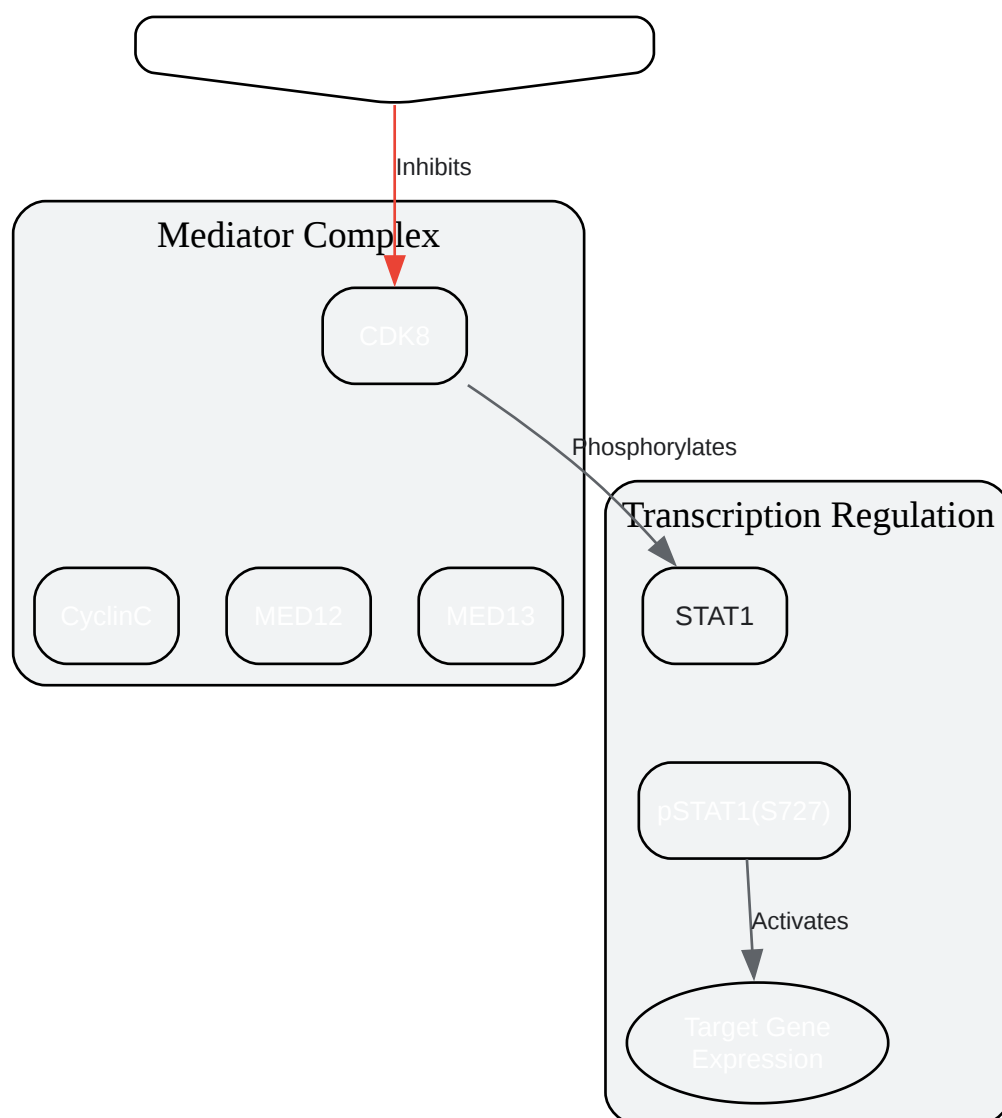 Inhibits
Mediator Complex
CDK8
Phosphorylates
Transcription Regulation
CyclinC
MED12
MED13
STAT1
pSTAT1(S727)
Activates
Target Gene
Expression